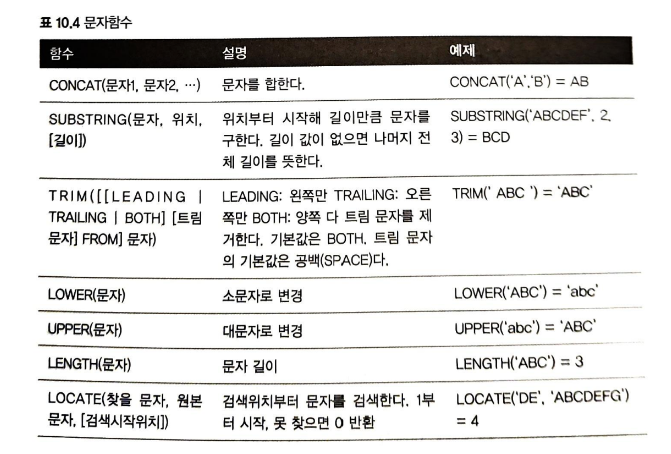 표 10.4 문자함수
함수 설명 예제
CONCAT(문자1, 문자2, …) 문자를 합한다. CONCAT('A','B') = AB
SUBSTRING(문자, 위치, 위치부터 시작해 길이만큼 문자를 SUBSTRING('ABCDEF', 2,
[길이]) 구한다. 길이 값이 없으면 나머지 전 3) = BCD
체 길이를 뜻한다.
TRIM([[LEADING | LEADING: 왼쪽만 TRAILING: 오른 TRIM(' ABC ') = 'ABC'
TRAILING | BOTH] [트림 쪽만 BOTH: 양쪽 다 트림 문자를 제
문자] FROM] 문자) 거한다. 기본값은 BOTH, 트림 문자
의 기본값은 공백(SPACE)다.
LOWER(문자) 소문자로 변경 LOWER('ABC') = 'abc'
UPPER(문자) 대문자로 변경 UPPER('abc') = 'ABC'
LENGTH(문자) 문자 길이 LENGTH('ABC') = 3
LOCATE(찾을 문자, 원본 검색위치부터 문자를 검색한다. 1부 LOCATE('DE', 'ABCDEFG')
문자, [검색시작위치]) 터 시작, 못 찾으면 0 반환 = 4